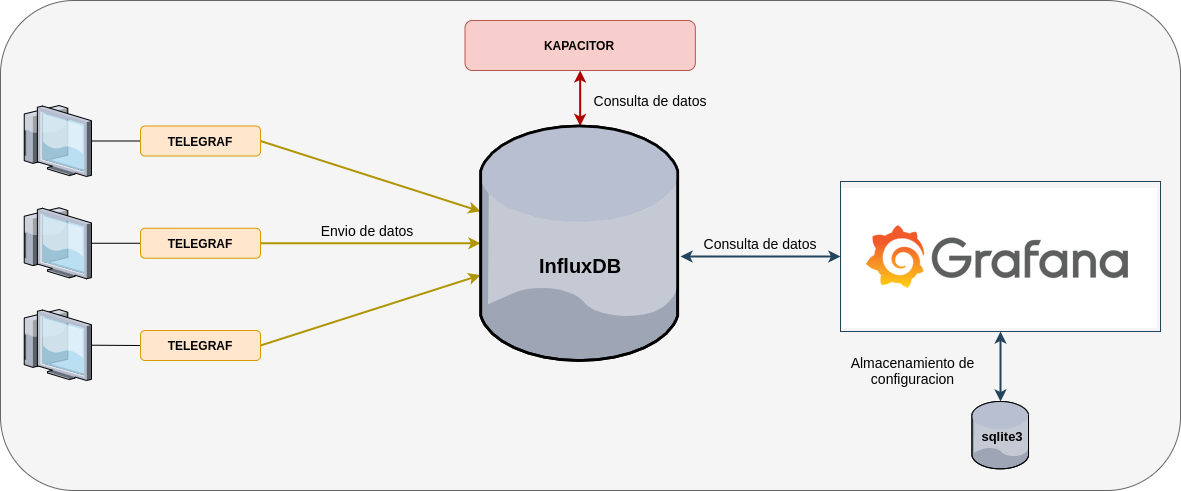 KAPACITOR
Consulta de datos
TELEGRAF
TELEGRAF
TELEGRAF
Envio de datos
InfluxDB
Consulta de datos
Grafana
Almacenamiento de
configuracion
sqlite3